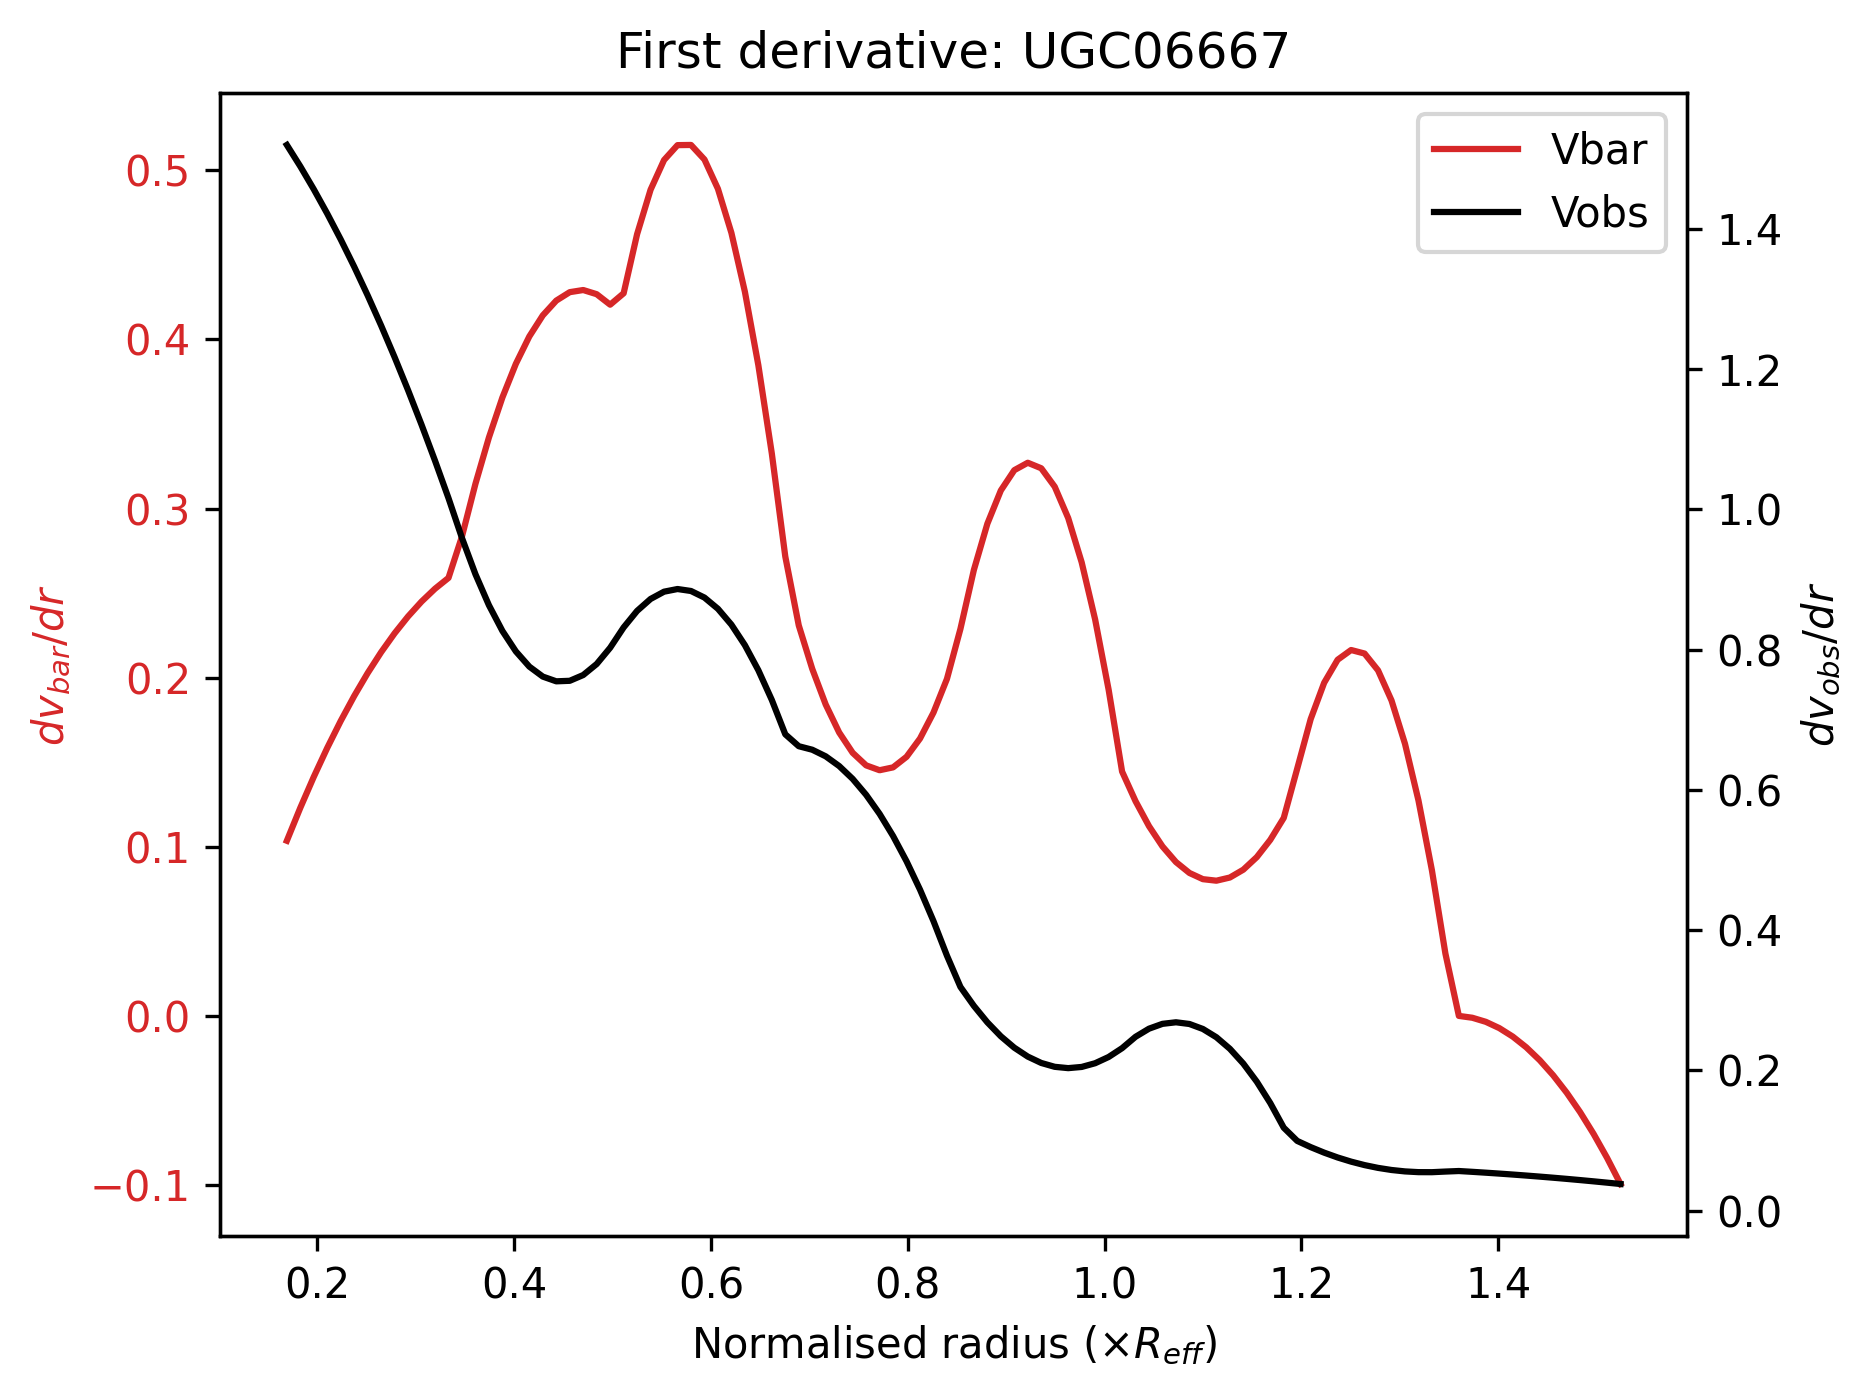 First derivative: UGC06667
Vbar
Vobs
0.5
0.4
0.3
0.2
0.1
0.0
−0.1
dv_bar/dr
1.4
1.2
1.0
0.8
0.6
0.4
0.2
0.0
dv_obs/dr
0.2 0.4 0.6 0.8 1.0 1.2 1.4
Normalised radius (×R_eff)